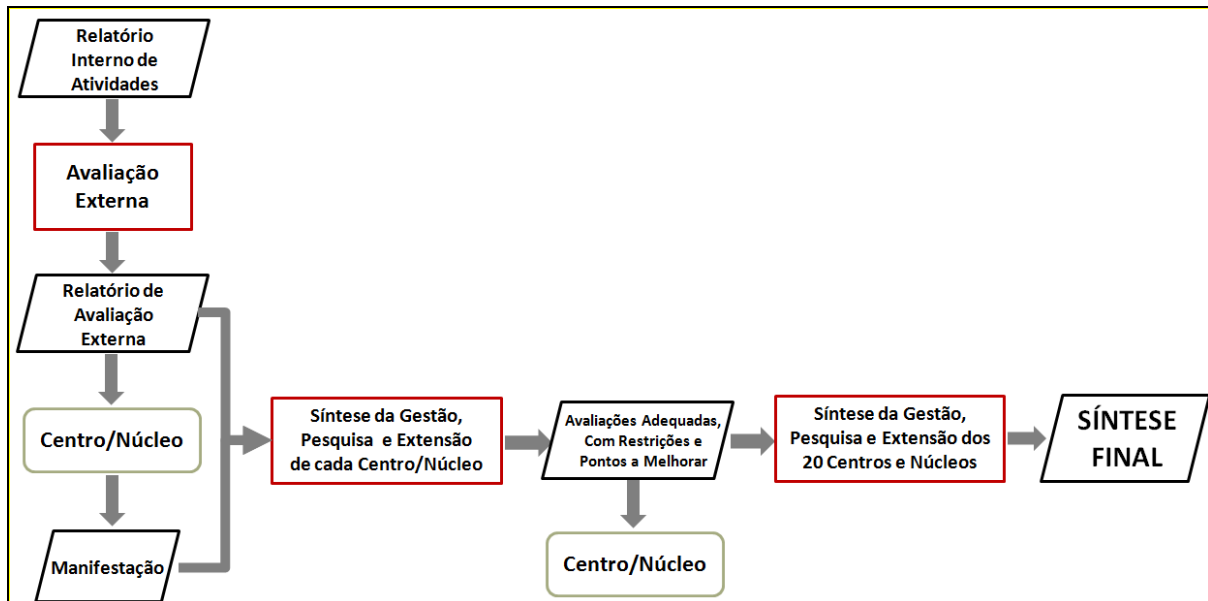 Relatório
Interno de
Atividades
Avaliação
Externa
Relatório de
Avaliação
Externa
Centro/Núcleo
Manifestação
Síntese da Gestão,
Pesquisa e Extensão
de cada Centro/Núcleo
Avaliações Adequadas,
Com Restrições e
Pontos a Melhorar
Centro/Núcleo
Síntese da Gestão,
Pesquisa e Extensão dos
20 Centros e Núcleos
SÍNTESE
FINAL